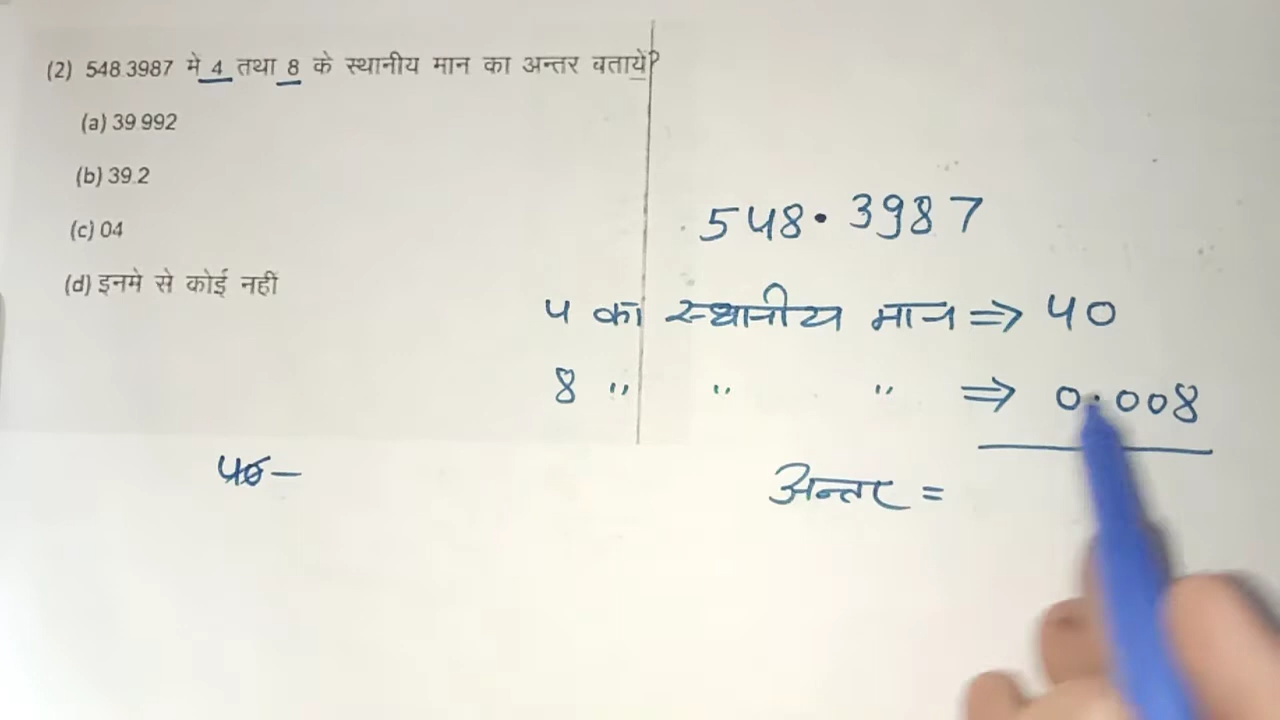 (2) 548.3987 में 4 तथा 8 के स्थानीय मान का अन्तर बतायें?
(a) 39.992
(b) 39.2
(c) 04
(d) इनमे से कोई नहीं
548.3987
4 का स्थानीय मान ⇒ 40
8 " " " ⇒ 0.008
अन्तर =
40 –